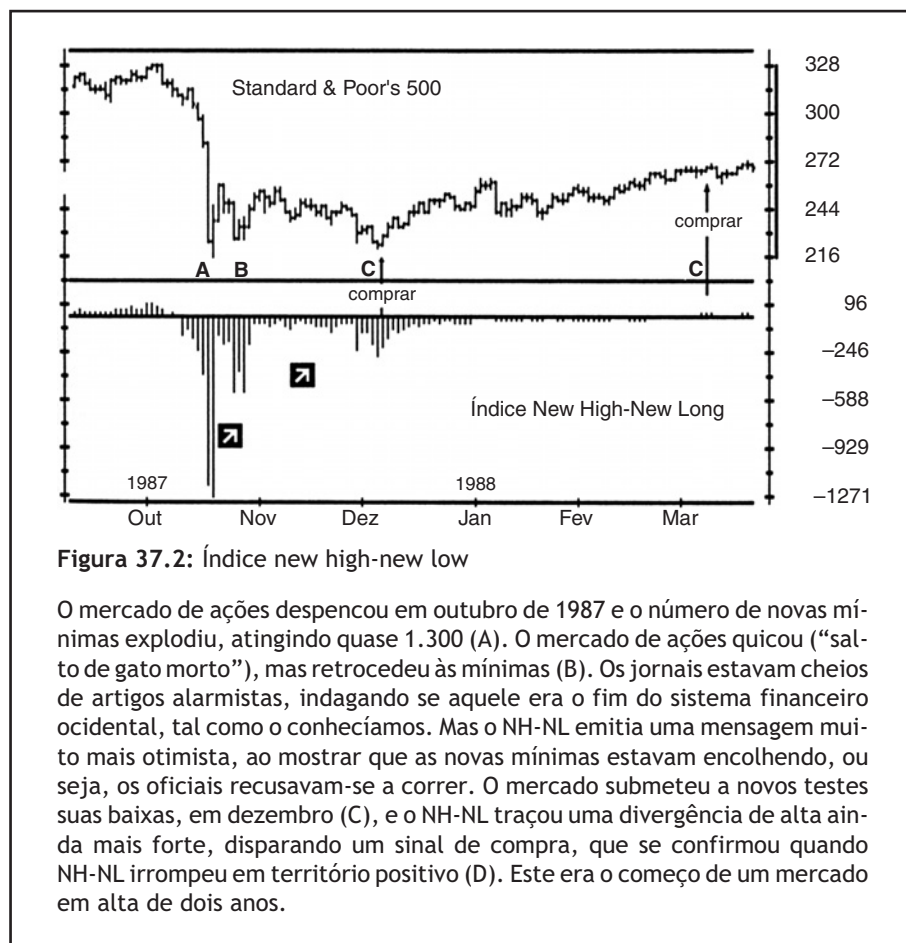 Standard & Poor's 500
328
300
272
244
216
comprar
A
B
C
C
comprar
96
–246
–588
–929
–1271
Índice New High-New Long
1987
1988
Out
Nov
Dez
Jan
Fev
Mar
Figura 37.2: Índice new high-new low
O mercado de ações despencou em outubro de 1987 e o número de novas mí-
nimas explodiu, atingindo quase 1.300 (A). O mercado de ações quicou (“sal-
to de gato morto”), mas retrocedeu às mínimas (B). Os jornais estavam cheios
de artigos alarmistas, indagando se aquele era o fim do sistema financeiro
ocidental, tal como o conhecíamos. Mas o NH-NL emitia uma mensagem mui-
to mais otimista, ao mostrar que as novas mínimas estavam encolhendo, ou
seja, os oficiais recusavam-se a correr. O mercado submeteu a novos testes
suas baixas, em dezembro (C), e o NH-NL traçou uma divergência de alta ain-
da mais forte, disparando um sinal de compra, que se confirmou quando
NH-NL irrompeu em território positivo (D). Este era o começo de um mercado
em alta de dois anos.